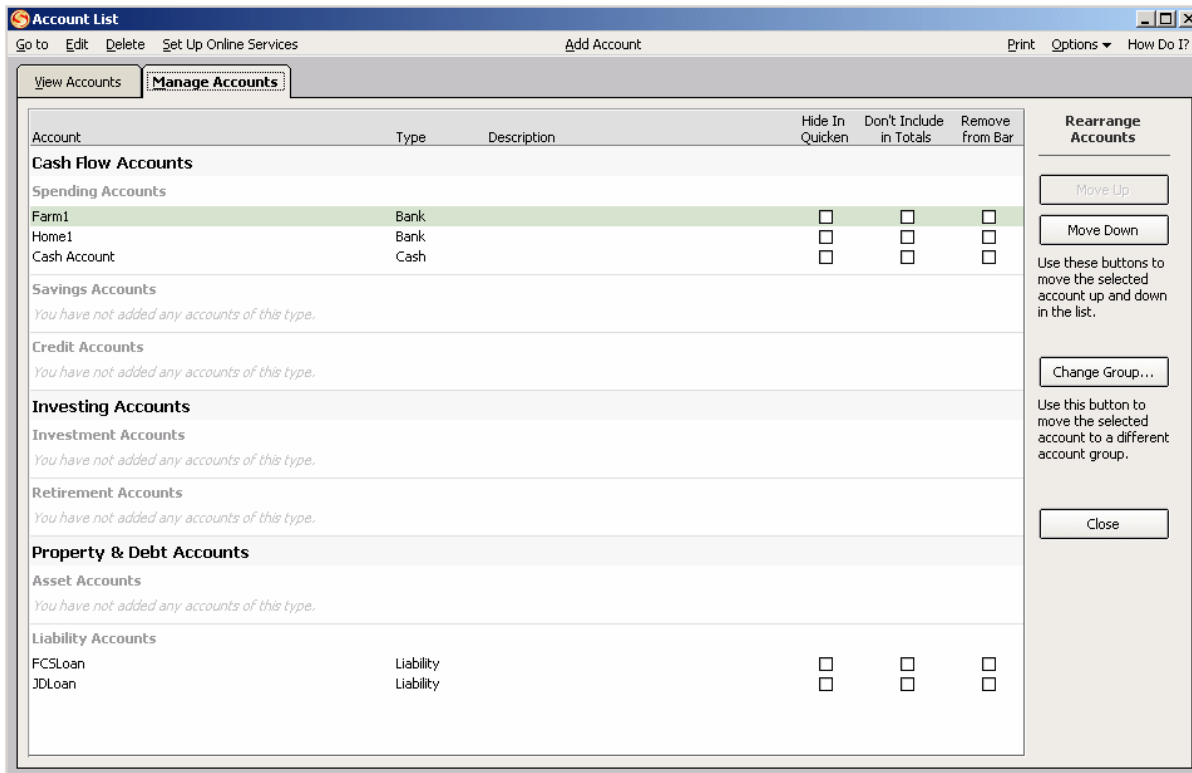 Account List
Go to Edit Delete Set Up Online Services Add Account Print Options How Do I?
View Accounts Manage Accounts
Account Type Description Hide In Quicken Don't Include in Totals Remove from Bar
Cash Flow Accounts
Spending Accounts
Farm1 Bank
Home1 Bank
Cash Account Cash
Savings Accounts
You have not added any accounts of this type.
Credit Accounts
You have not added any accounts of this type.
Investing Accounts
Investment Accounts
You have not added any accounts of this type.
Retirement Accounts
You have not added any accounts of this type.
Property & Debt Accounts
Asset Accounts
You have not added any accounts of this type.
Liability Accounts
FCSLoan Liability
JDLoan Liability
Rearrange
Accounts
Move Up
Move Down
Use these buttons to
move the selected
account up and down
in the list.
Change Group...
Use this button to
move the selected
account to a different
account group.
Close